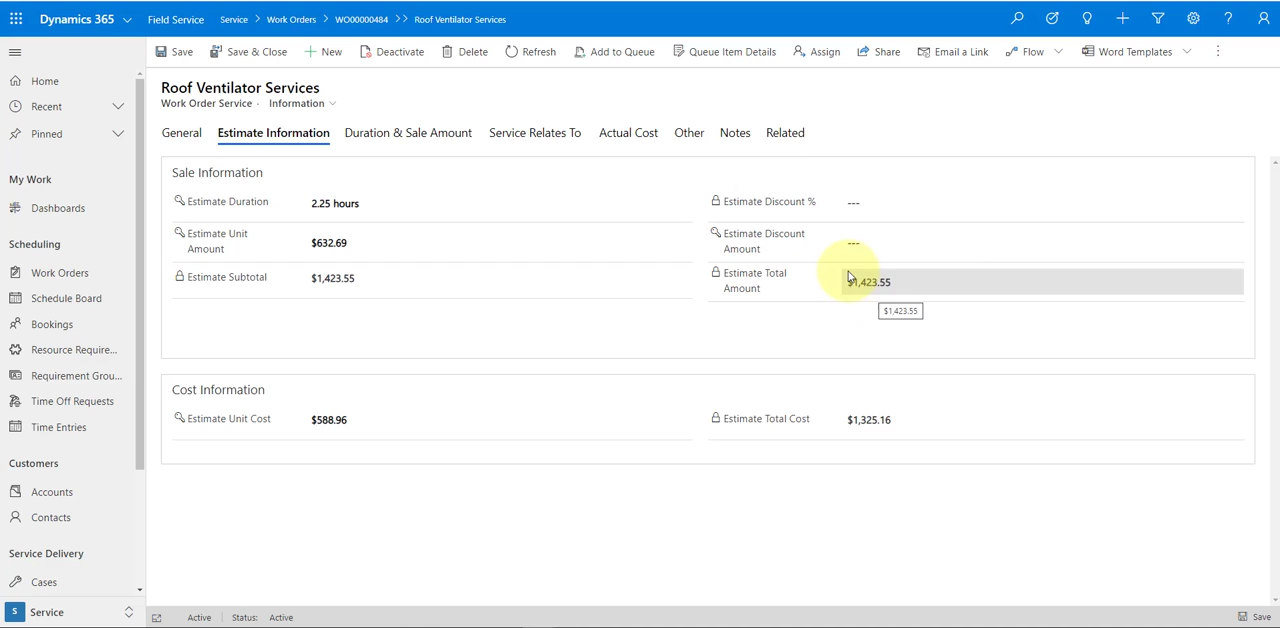 Dynamics 365 Field Service Service > Work Orders > WO00000484 > > Roof Ventilator Services
Save Save & Close New Deactivate Delete Refresh Add to Queue Queue Item Details Assign Share Email a Link Flow Word Templates
Home
Recent
Pinned
My Work
Dashboards
Scheduling
Work Orders
Schedule Board
Bookings
Resource Require...
Requirement Grou...
Time Off Requests
Time Entries
Customers
Accounts
Contacts
Service Delivery
Cases
S Service
Roof Ventilator Services
Work Order Service · Information
General Estimate Information Duration & Sale Amount Service Relates To Actual Cost Other Notes Related
Sale Information
Estimate Duration 2.25 hours
Estimate Unit
Amount
$632.69
Estimate Subtotal $1,423.55
Estimate Discount % ---
Estimate Discount
Amount
---
Estimate Total
Amount
$1,423.55
$1,423.55
Cost Information
Estimate Unit Cost $588.96
Estimate Total Cost $1,325.16
Active Status: Active Save